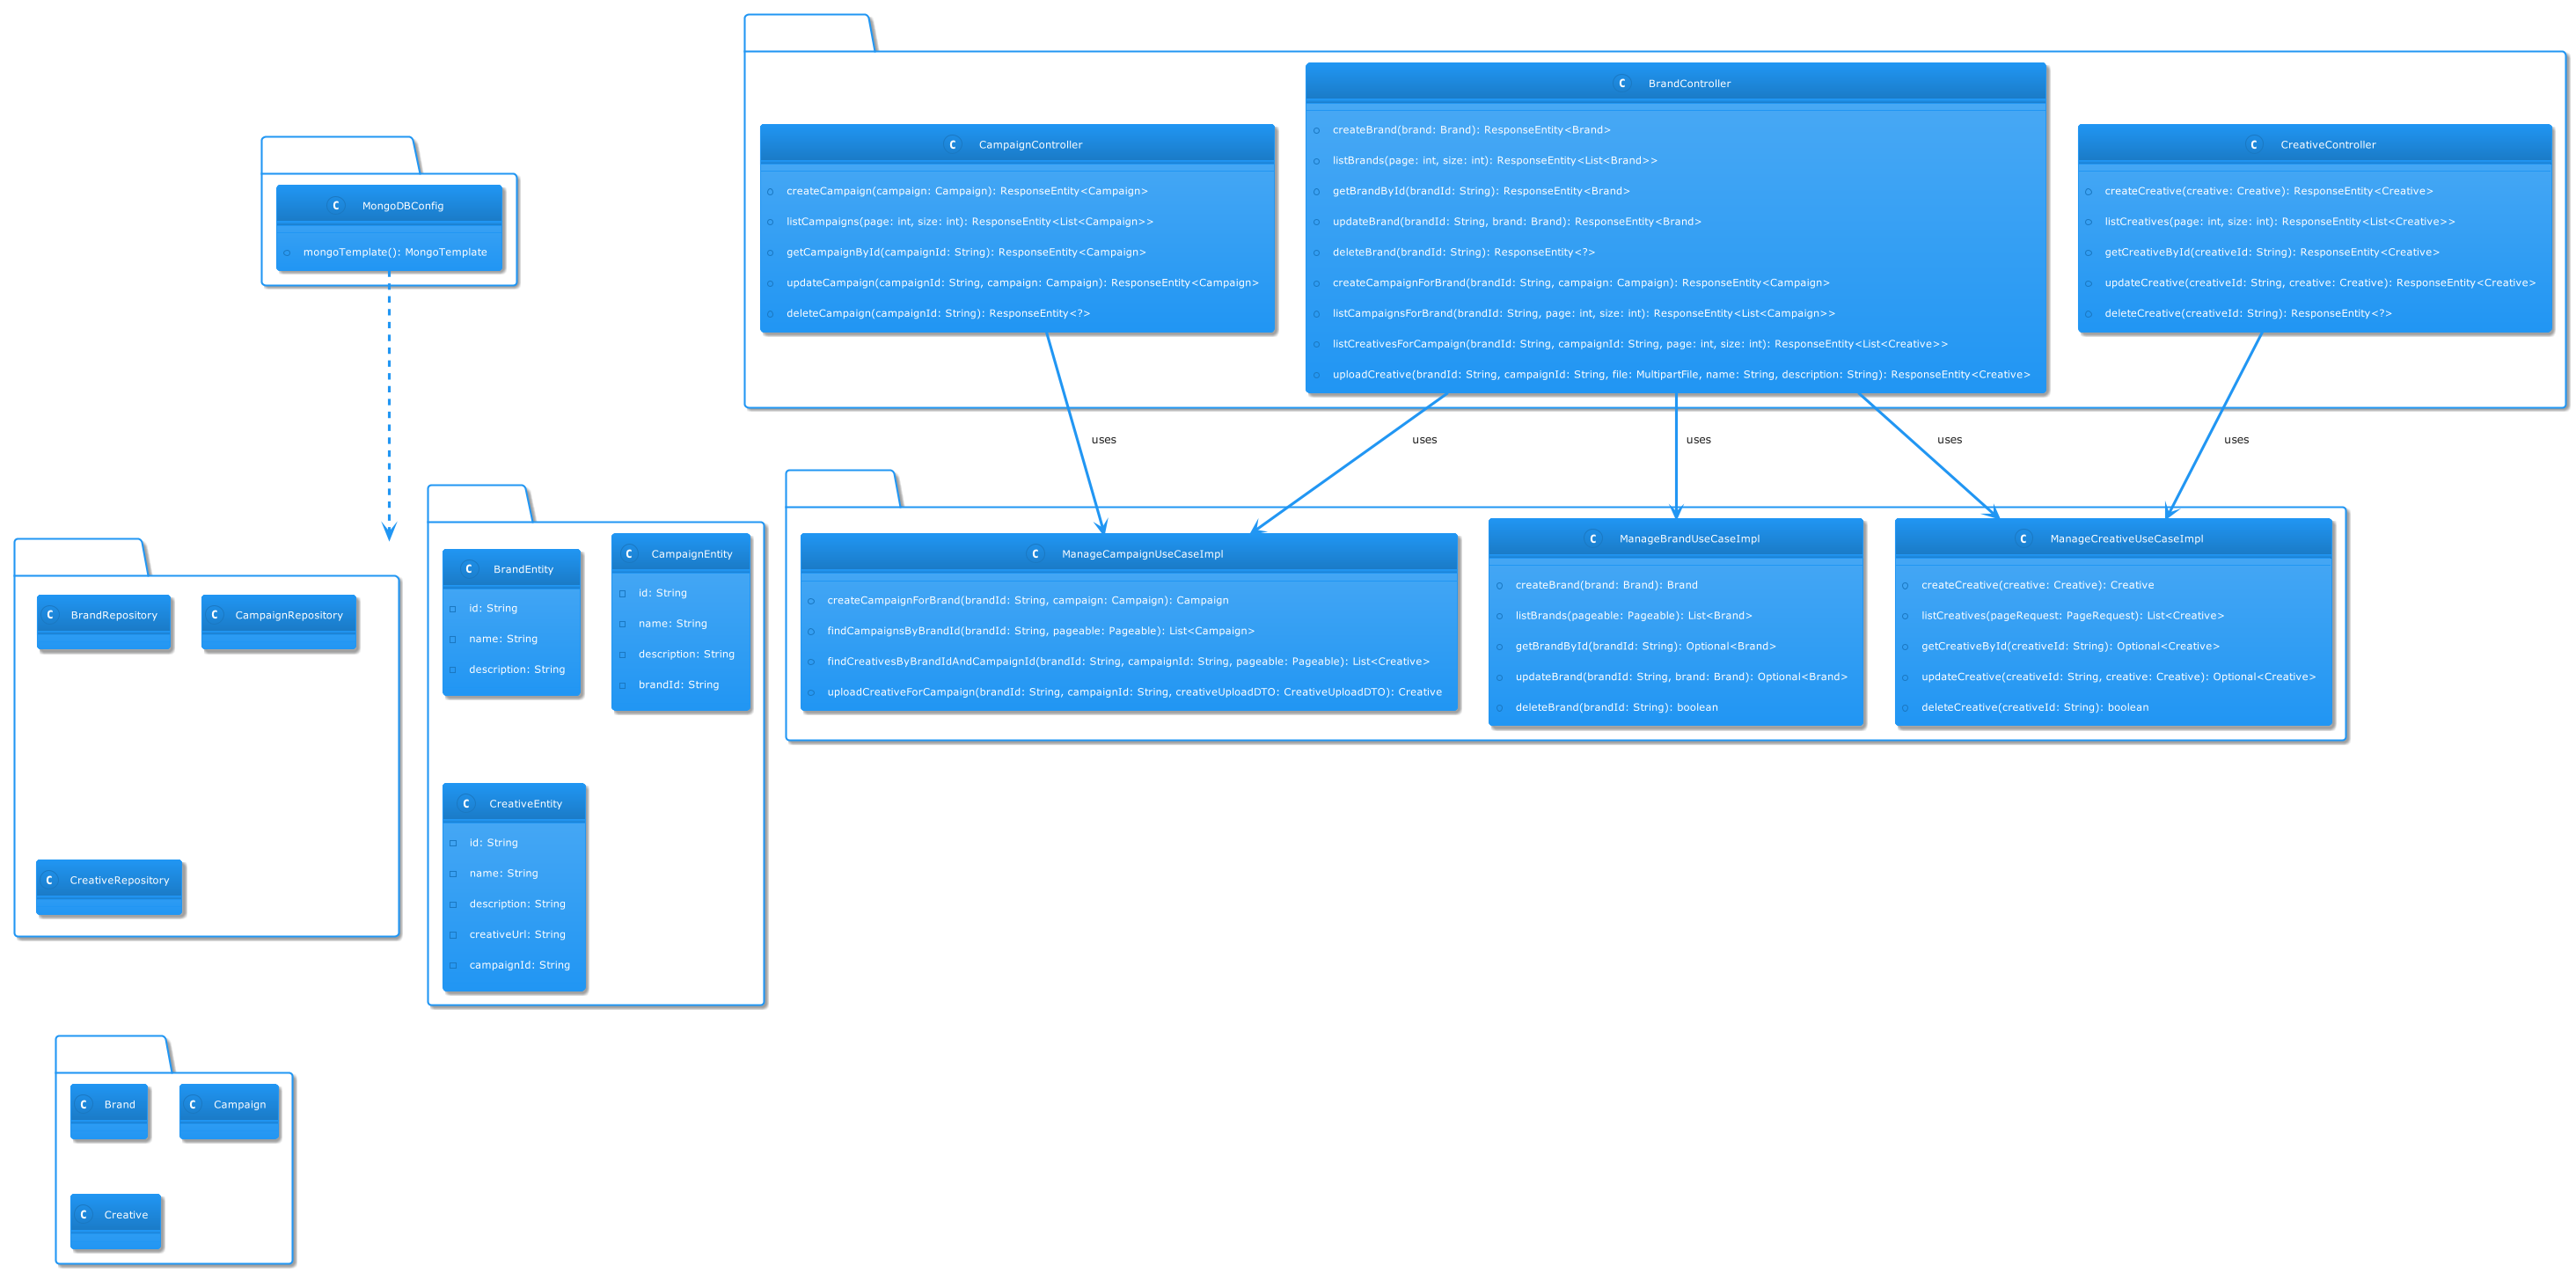 C BrandController
createBrand(brand: Brand): ResponseEntity<Brand>
listBrands(page: int, size: int): ResponseEntity<List<Brand>>
getBrandById(brandId: String): ResponseEntity<Brand>
updateBrand(brandId: String, brand: Brand): ResponseEntity<Brand>
deleteBrand(brandId: String): ResponseEntity<?>
createCampaignForBrand(brandId: String, campaign: Campaign): ResponseEntity<Campaign>
listCampaignsForBrand(brandId: String, page: int, size: int): ResponseEntity<List<Campaign>>
listCreativesForCampaign(brandId: String, campaignId: String, page: int, size: int): ResponseEntity<List<Creative>>
uploadCreative(brandId: String, campaignId: String, file: MultipartFile, name: String, description: String): ResponseEntity<Creative>
C CampaignController
createCampaign(campaign: Campaign): ResponseEntity<Campaign>
listCampaigns(page: int, size: int): ResponseEntity<List<Campaign>>
getCampaignById(campaignId: String): ResponseEntity<Campaign>
updateCampaign(campaignId: String, campaign: Campaign): ResponseEntity<Campaign>
deleteCampaign(campaignId: String): ResponseEntity<?>
C CreativeController
createCreative(creative: Creative): ResponseEntity<Creative>
listCreatives(page: int, size: int): ResponseEntity<List<Creative>>
getCreativeById(creativeId: String): ResponseEntity<Creative>
updateCreative(creativeId: String, creative: Creative): ResponseEntity<Creative>
deleteCreative(creativeId: String): ResponseEntity<?>
C MongoDBConfig
mongoTemplate(): MongoTemplate
uses
uses
uses
uses
uses
C BrandRepository
C CampaignRepository
C CreativeRepository
C BrandEntity
id: String
name: String
description: String
C CampaignEntity
id: String
name: String
description: String
brandId: String
C CreativeEntity
id: String
name: String
description: String
creativeUrl: String
campaignId: String
C ManageCampaignUseCaseImpl
createCampaignForBrand(brandId: String, campaign: Campaign): Campaign
findCampaignsByBrandId(brandId: String, pageable: Pageable): List<Campaign>
findCreativesByBrandIdAndCampaignId(brandId: String, campaignId: String, pageable: Pageable): List<Creative>
uploadCreativeForCampaign(brandId: String, campaignId: String, creativeUploadDTO: CreativeUploadDTO): Creative
C ManageBrandUseCaseImpl
createBrand(brand: Brand): Brand
listBrands(pageable: Pageable): List<Brand>
getBrandById(brandId: String): Optional<Brand>
updateBrand(brandId: String, brand: Brand): Optional<Brand>
deleteBrand(brandId: String): boolean
C ManageCreativeUseCaseImpl
createCreative(creative: Creative): Creative
listCreatives(pageRequest: PageRequest): List<Creative>
getCreativeById(creativeId: String): Optional<Creative>
updateCreative(creativeId: String, creative: Creative): Optional<Creative>
deleteCreative(creativeId: String): boolean
C Brand
C Campaign
C Creative